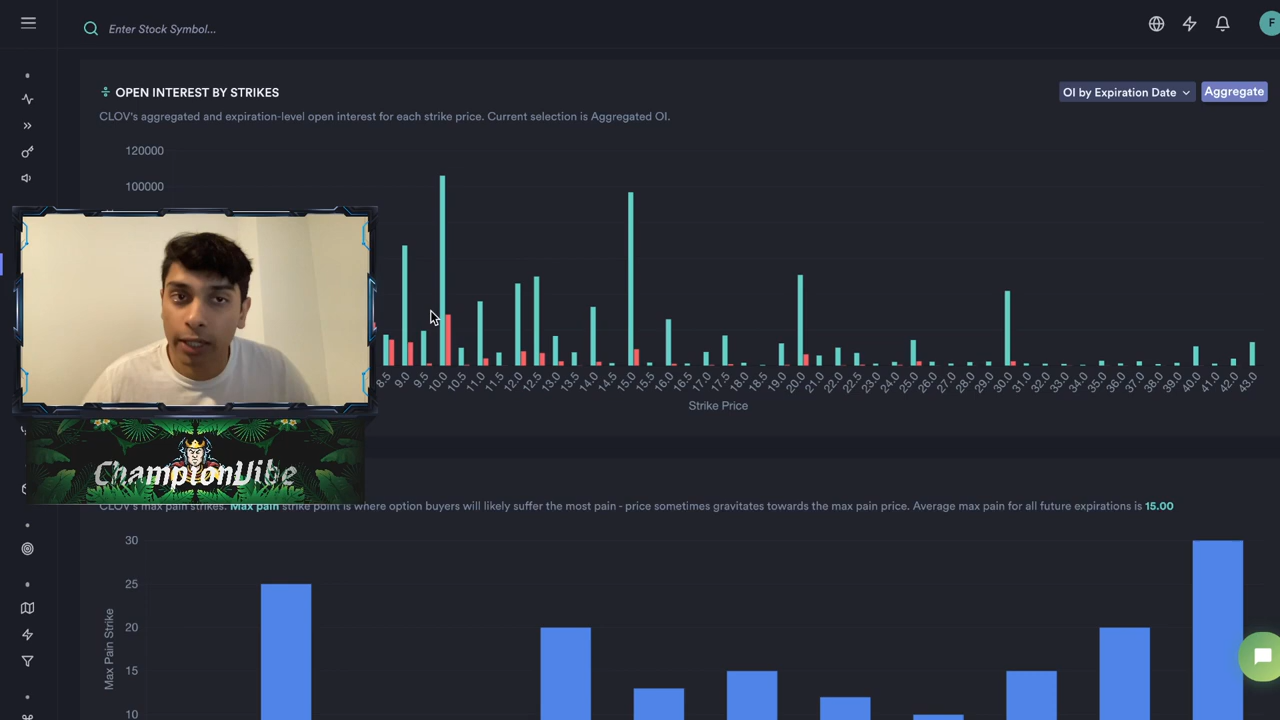 Enter Stock Symbol...
F
OPEN INTEREST BY STRIKES
OI by Expiration Date
Aggregate
CLOV's aggregated and expiration-level open interest for each strike price. Current selection is Aggregated OI.
120000
100000
8.5 9.0 9.5 10.0 10.5 11.0 11.5 12.0 12.5 13.0 13.5 14.0 14.5 15.0 15.5 16.0 16.5 17.0 17.5 18.0 18.5 19.0 20.0 21.0 22.0 22.5 23.0 24.0 25.0 26.0 27.0 28.0 29.0 30.0 31.0 32.0 33.0 34.0 35.0 36.0 37.0 38.0 39.0 40.0 41.0 42.0 43.0
Strike Price
ChampionVibe
CLOV's max pain strikes. Max pain strike point is where option buyers will likely suffer the most pain - price sometimes gravitates towards the max pain price. Average max pain for all future expirations is 15.00
30
25
20
15
10
Max Pain Strike